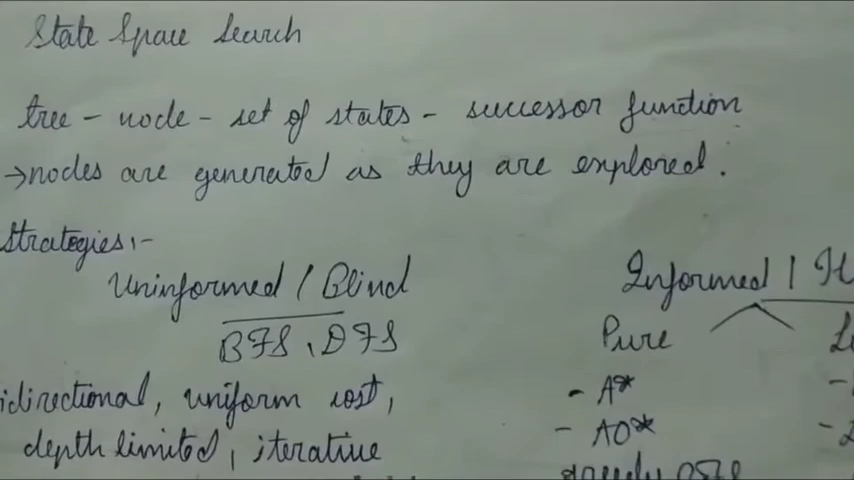 State Space Search
tree - node - set of states - successor function
→nodes are generated as they are explored.
Strategies:-
Uninformed / Blind
Informed |
BFS, DFS
Pure
- A*
idirectional, uniform cost,
- AO*
depth limited, iterative
greedy